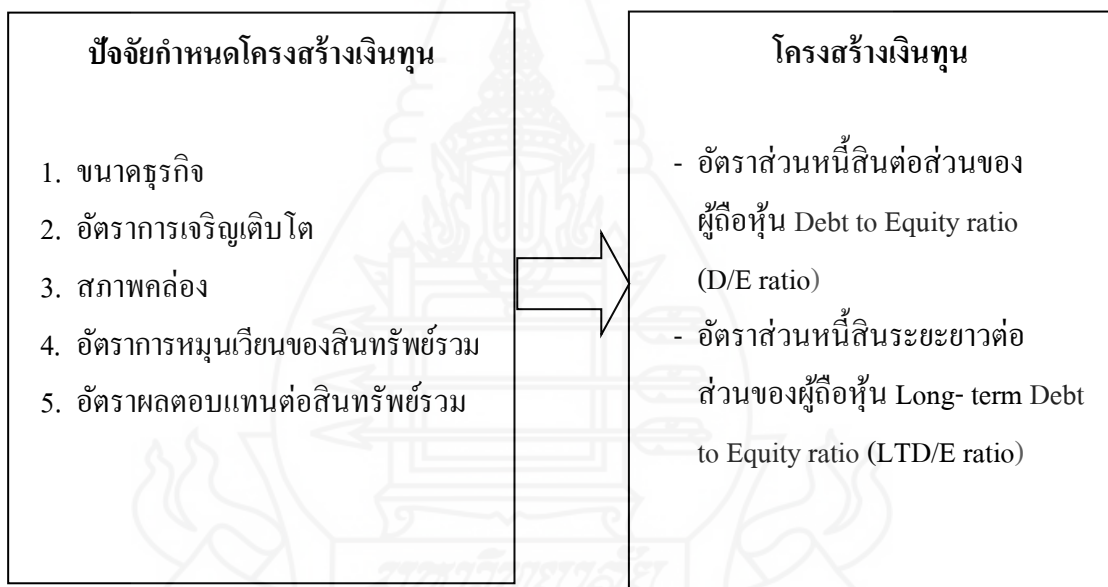 ปัจจัยกำหนดโครงสร้างเงินทุน
1. ขนาดธุรกิจ
2. อัตราการเจริญเติบโต
3. สภาพคล่อง
4. อัตราการหมุนเวียนของสินทรัพย์รวม
5. อัตราผลตอบแทนต่อสินทรัพย์รวม
โครงสร้างเงินทุน
- อัตราส่วนหนี้สินต่อส่วนของ
ผู้ถือหุ้น Debt to Equity ratio
(D/E ratio)
- อัตราส่วนหนี้สินระยะยาวต่อ
ส่วนของผู้ถือหุ้น Long- term Debt
to Equity ratio (LTD/E ratio)